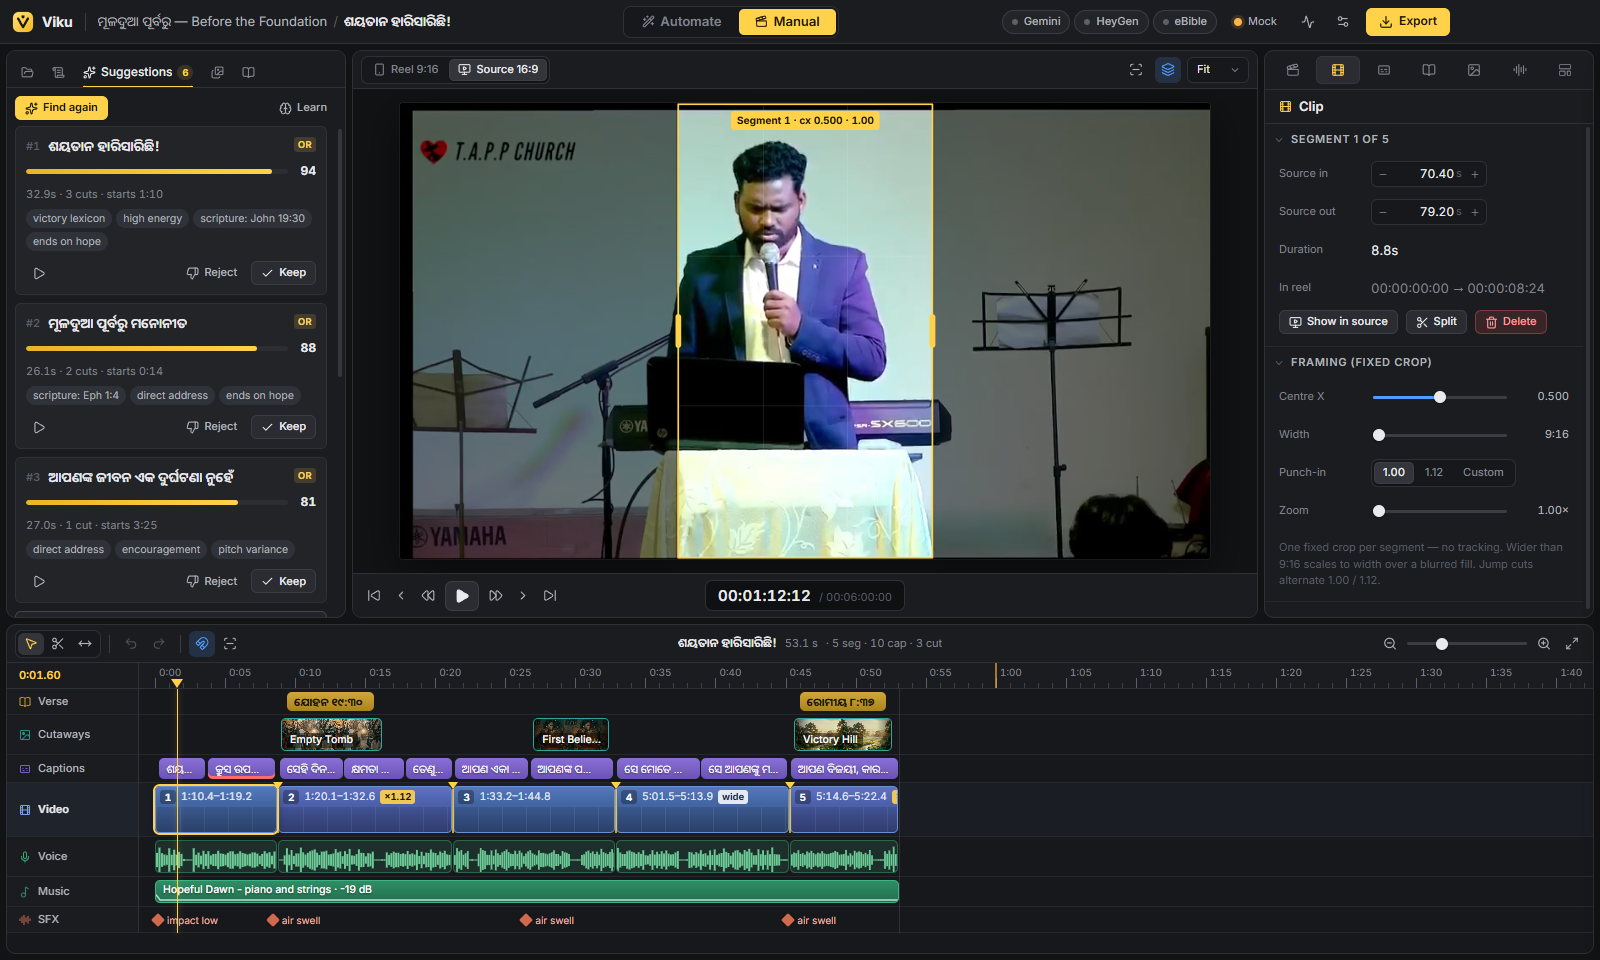 Viku
ମୂଳଦୁଆ ପୂର୍ବରୁ — Before the Foundation / ଶୟତାନ ହାରିସାରିଛି!
Automate
Manual
Gemini
HeyGen
eBible
Mock
Export
Suggestions 6
Find again
Learn
#1 ଶୟତାନ ହାରିସାରିଛି! OR
94
32.9s · 3 cuts · starts 1:10
victory lexicon
high energy
scripture: John 19:30
ends on hope
Reject
Keep
#2 ମୂଳଦୁଆ ପୂର୍ବରୁ ମନୋନୀତ OR
88
26.1s · 2 cuts · starts 0:14
scripture: Eph 1:4
direct address
ends on hope
Reject
Keep
#3 ଆପଣଙ୍କ ଜୀବନ ଏକ ଦୁର୍ଘଟଣା ନୁହେଁ OR
81
27.0s · 1 cut · starts 3:25
direct address
encouragement
pitch variance
Reject
Keep
Reel 9:16
Source 16:9
Fit
Segment 1 · cx 0.500 · 1.00
T.A.P.P CHURCH
YA
SX600
YAMAHA
00:01:12:12 / 00:06:00:00
Clip
SEGMENT 1 OF 5
Source in − 70.40 s +
Source out − 79.20 s +
Duration 8.8s
In reel 00:00:00:00 → 00:00:08:24
Show in source
Split
Delete
FRAMING (FIXED CROP)
Centre X 0.500
Width 9:16
Punch-in 1.00 1.12 Custom
Zoom 1.00×
One fixed crop per segment — no tracking. Wider than
9:16 scales to width over a blurred fill. Jump cuts
alternate 1.00 / 1.12.
ଶୟତାନ ହାରିସାରିଛି! 53.1 s · 5 seg · 10 cap · 3 cut
0:01.60
0:00 0:05 0:10 0:15 0:20 0:25 0:30 0:35 0:40 0:45 0:50 0:55 1:00 1:05 1:10 1:15 1:20 1:25 1:30 1:35 1:40
Verse
ଯୋହନ ୧୯:୩୦
ରୋମୀୟ ୮:୩୭
Cutaways
Empty Tomb
First Belie...
Victory Hill
Captions
ଶୟ...
କ୍ରୁସ ଉପ...
ସେହି ଦିନ...
କ୍ଷମତା ...
ତେଣୁ...
ଆପଣ ଏକା ...
ଆପଣଙ୍କ ପ...
ସେ ମୋତେ ...
ସେ ଆପଣଙ୍କୁ ମ...
ଆପଣ ବିଜୟୀ, କାର...
Video
1 1:10.4–1:19.2
2 1:20.1–1:32.6 ×1.12
3 1:33.2–1:44.8
4 5:01.5–5:13.9 wide
5 5:14.6–5:22.4
Voice
Music
Hopeful Dawn - piano and strings · -19 dB
SFX
impact low
air swell
air swell
air swell